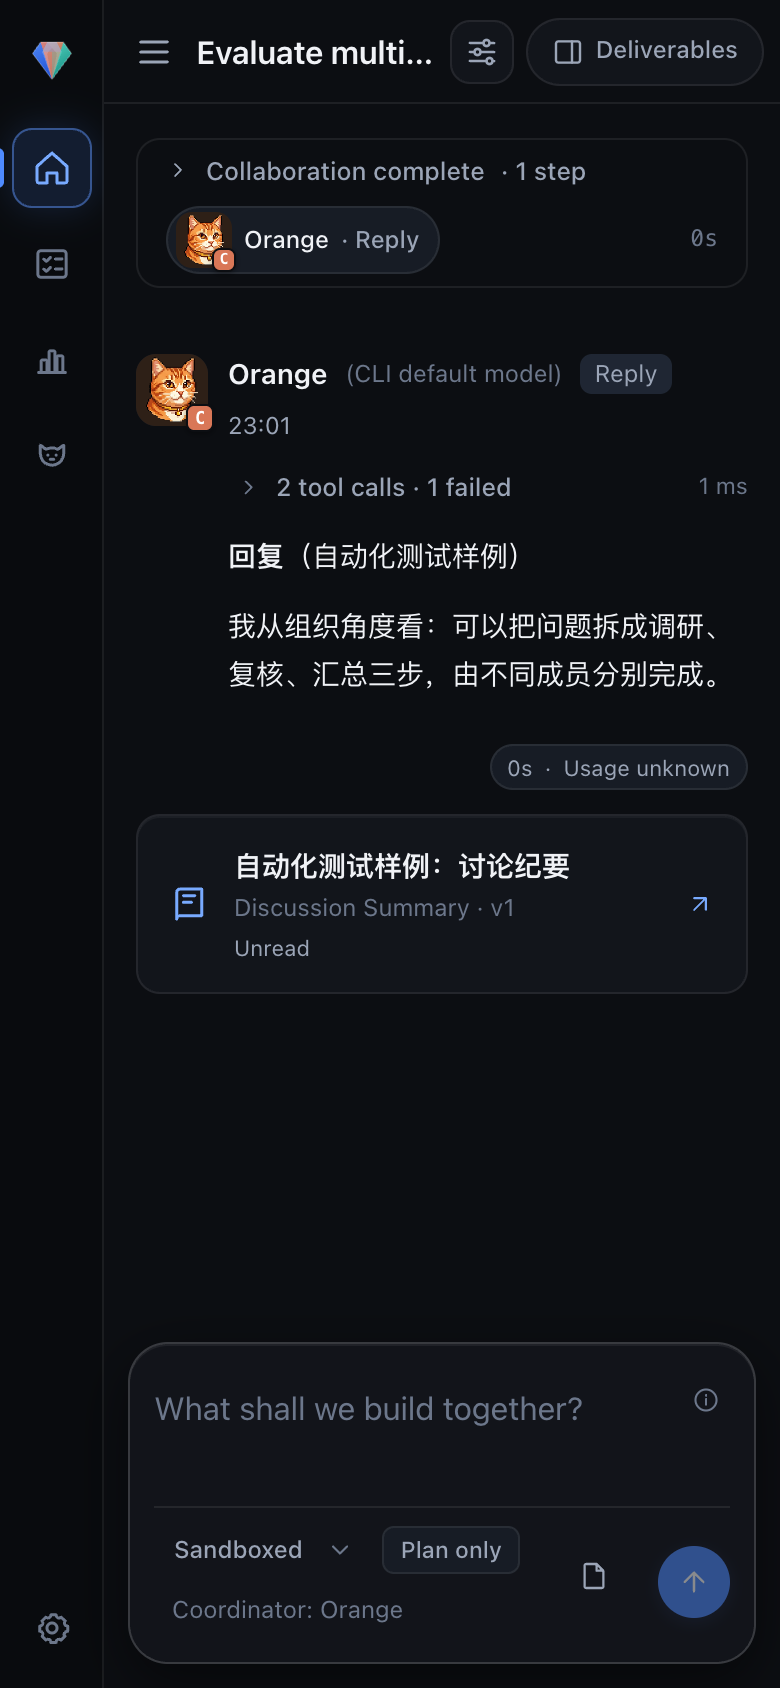 Evaluate multi...
Deliverables
Collaboration complete · 1 step
C
Orange · Reply
0s
Orange (CLI default model) Reply
C
23:01
2 tool calls · 1 failed
1 ms
回复（自动化测试样例）
我从组织角度看：可以把问题拆成调研、
复核、汇总三步，由不同成员分别完成。
0s · Usage unknown
自动化测试样例：讨论纪要
Discussion Summary · v1
Unread
What shall we build together?
Sandboxed
Plan only
Coordinator: Orange